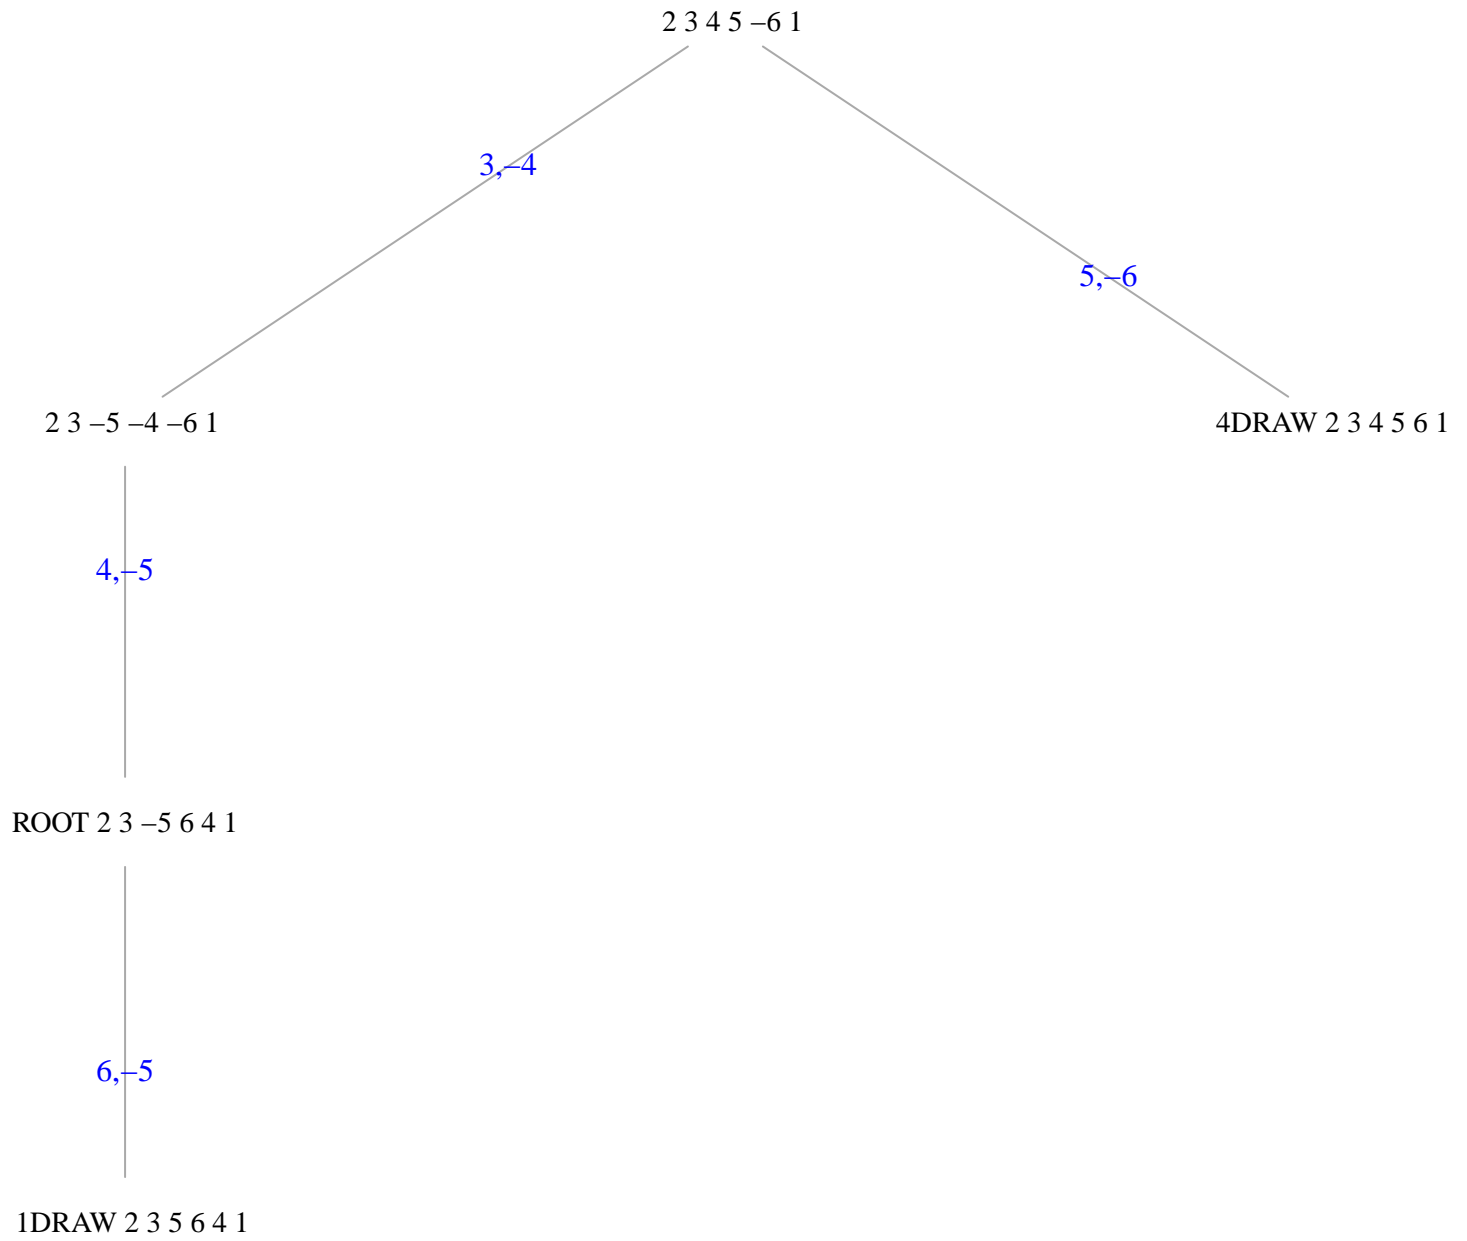 2 3 4 5 –6 1
3,–4
5,–6
2 3 –5 –4 –6 1
4DRAW 2 3 4 5 6 1
4,–5
ROOT 2 3 –5 6 4 1
6,–5
1DRAW 2 3 5 6 4 1